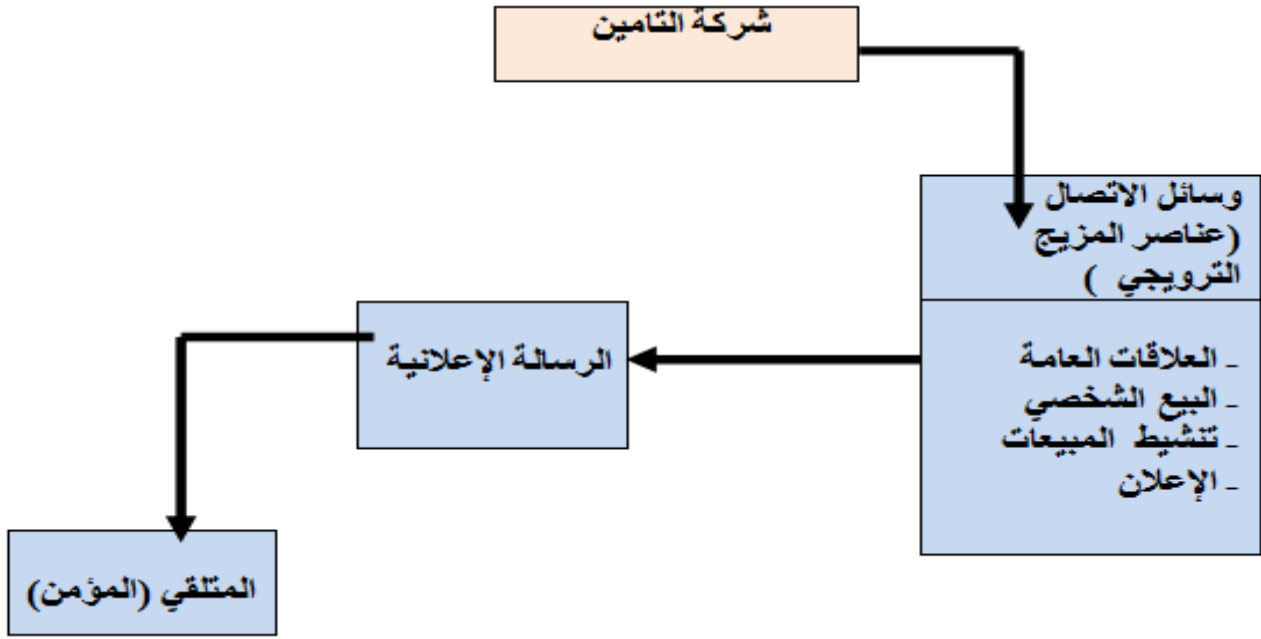 شركة التامين
وسائل الاتصال
(عناصر المزيج
الترويجي )
- العلاقات العامة
- البيع الشخصي
- تنشيط المبيعات
- الإعلان
الرسالة الإعلانية
المتلقي (المؤمن)